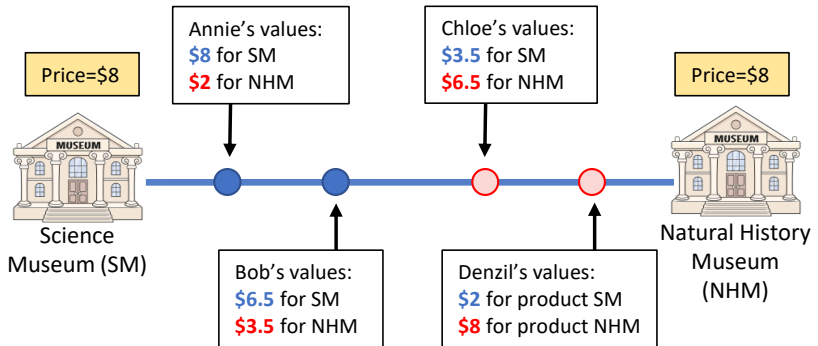 Annie's values:
$8 for SM
$2 for NHM
Chloe's values:
$3.5 for SM
$6.5 for NHM
Price=$8
Price=$8
MUSEUM
MUSEUM
Science
Museum (SM)
Natural History
Museum
(NHM)
Bob's values:
$6.5 for SM
$3.5 for NHM
Denzil's values:
$2 for product SM
$8 for product NHM